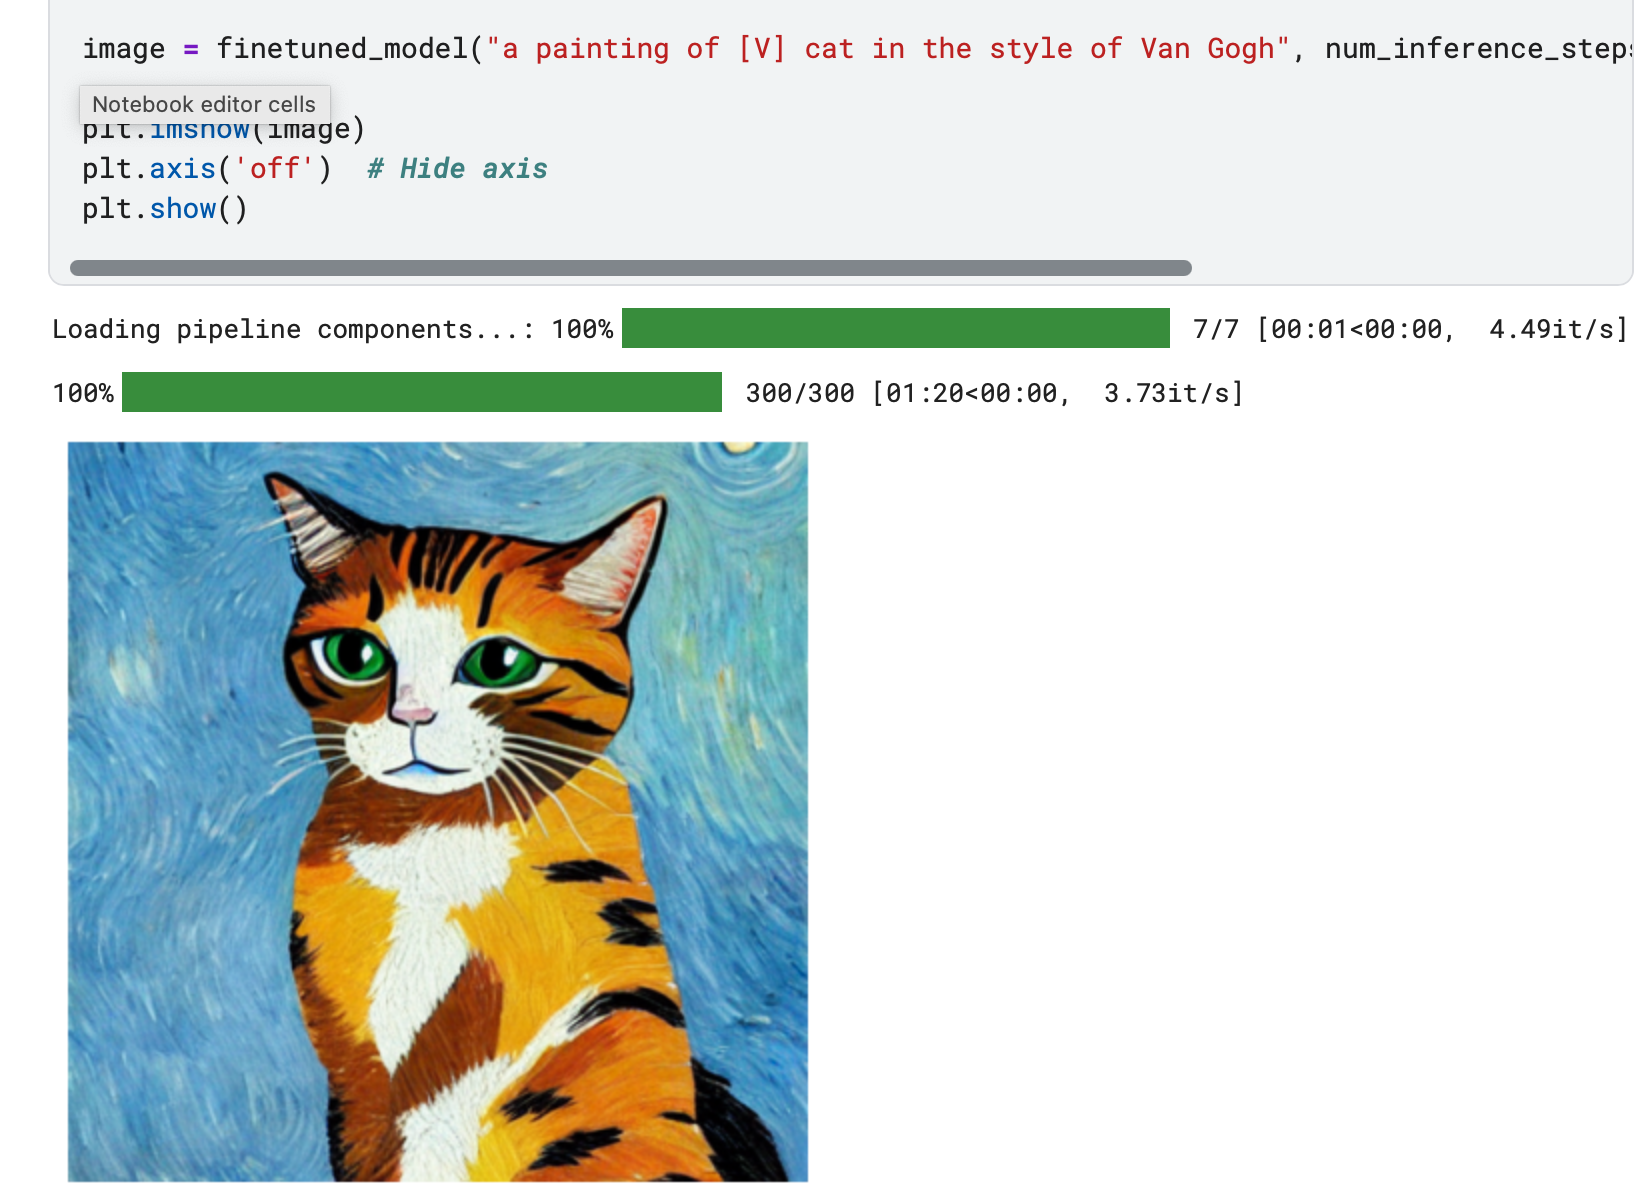 image = finetuned_model("a painting of [V] cat in the style of Van Gogh", num_inference_steps
Notebook editor cells
plt.imshow(image)
plt.axis('off')  # Hide axis
plt.show()
Loading pipeline components...: 100% 7/7 [00:01<00:00,  4.49it/s]
100% 300/300 [01:20<00:00,  3.73it/s]